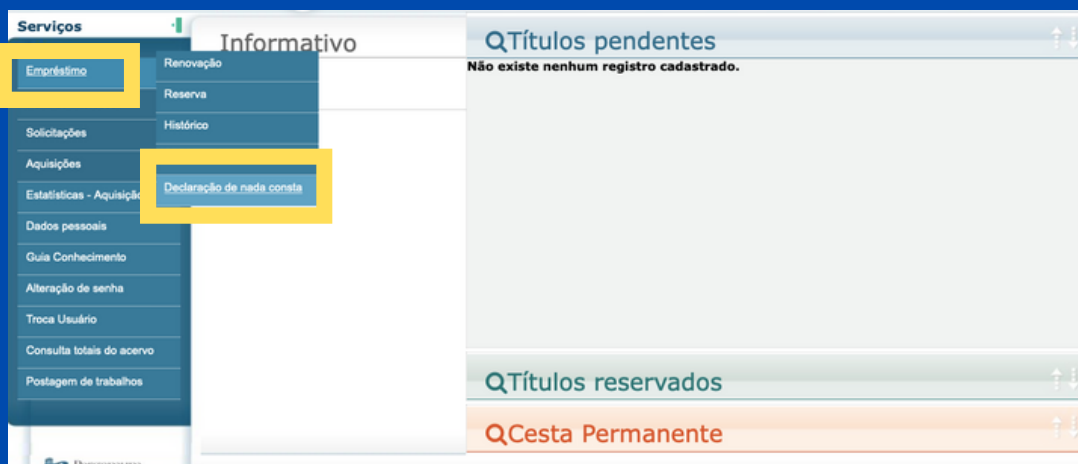 Serviços
Empréstimo
Solicitações
Aquisições
Estatísticas - Aquisição
Dados pessoais
Guia Conhecimento
Alteração de senha
Troca Usuário
Consulta totais do acervo
Postagem de trabalhos
Renovação
Reserva
Histórico
Declaração de nada consta
Informativo
Títulos pendentes
Não existe nenhum registro cadastrado.
Títulos reservados
Cesta Permanente